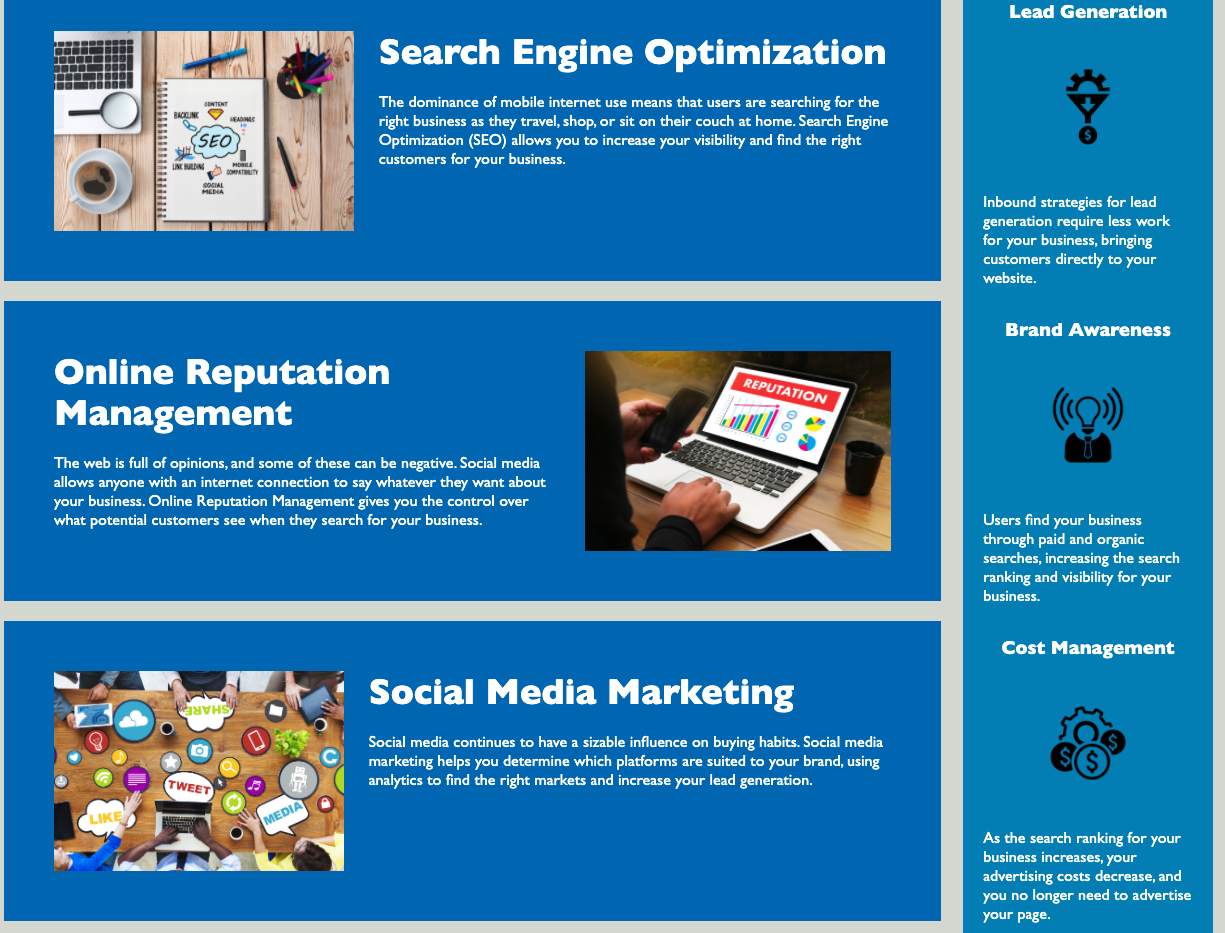 Search Engine Optimization
The dominance of mobile internet use means that users are searching for the
right business as they travel, shop, or sit on their couch at home. Search Engine
Optimization (SEO) allows you to increase your visibility and find the right
customers for your business.
CONTENT
BACKLINK
HEADINGS
SEO
LINK BUILDING
MOBILE
COMPATIBILITY
SOCIAL
MEDIA
Online Reputation
Management
The web is full of opinions, and some of these can be negative. Social media
allows anyone with an internet connection to say whatever they want about
your business. Online Reputation Management gives you the control over
what potential customers see when they search for your business.
REPUTATION
Social Media Marketing
Social media continues to have a sizable influence on buying habits. Social media
marketing helps you determine which platforms are suited to your brand, using
analytics to find the right markets and increase your lead generation.
SHARE
TWEET
LIKE
MEDIA
Lead Generation
$
Inbound strategies for lead
generation require less work
for your business, bringing
customers directly to your
website.
Brand Awareness
Users find your business
through paid and organic
searches, increasing the search
ranking and visibility for your
business.
Cost Management
$
$
$
As the search ranking for your
business increases, your
advertising costs decrease, and
you no longer need to advertise
your page.